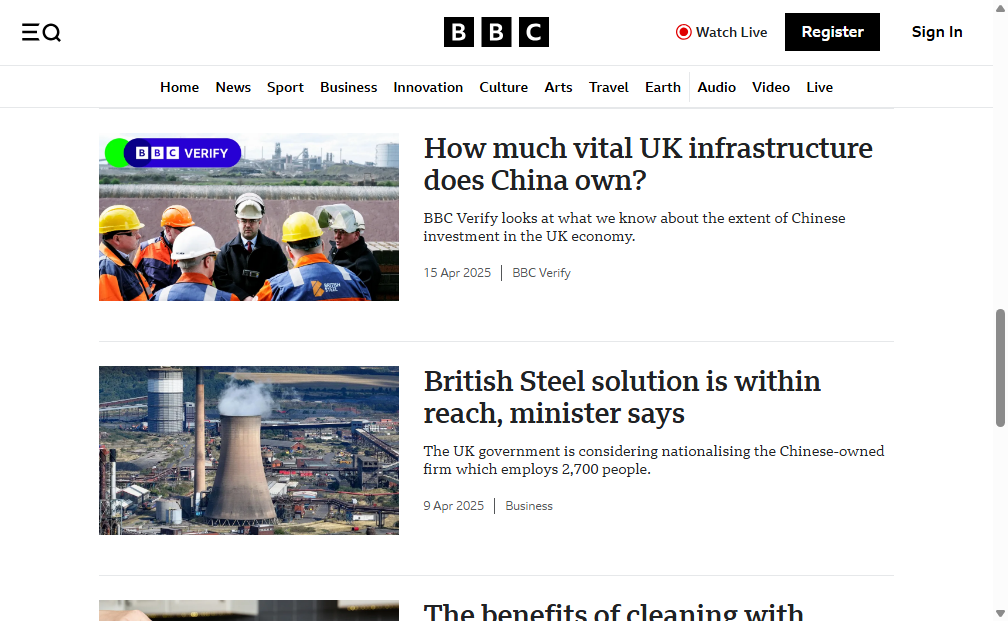 BBC
Watch Live
Register
Sign In
Home News Sport Business Innovation Culture Arts Travel Earth Audio Video Live
BBC VERIFY
BRITISH
STEEL
How much vital UK infrastructure
does China own?
BBC Verify looks at what we know about the extent of Chinese
investment in the UK economy.
15 Apr 2025 | BBC Verify
British Steel solution is within
reach, minister says
The UK government is considering nationalising the Chinese-owned
firm which employs 2,700 people.
9 Apr 2025 | Business
The benefits of cleaning with